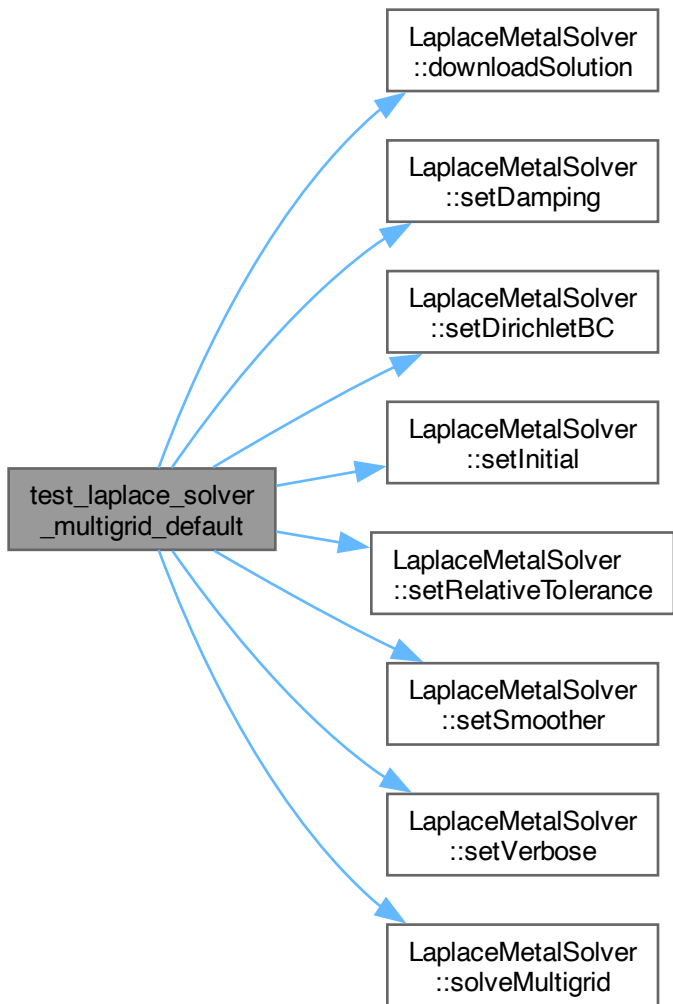 LaplaceMetalSolver
::downloadSolution
LaplaceMetalSolver
::setDamping
LaplaceMetalSolver
::setDirichletBC
LaplaceMetalSolver
::setInitial
test_laplace_solver
_multigrid_default
LaplaceMetalSolver
::setRelativeTolerance
LaplaceMetalSolver
::setSmoother
LaplaceMetalSolver
::setVerbose
LaplaceMetalSolver
::solveMultigrid